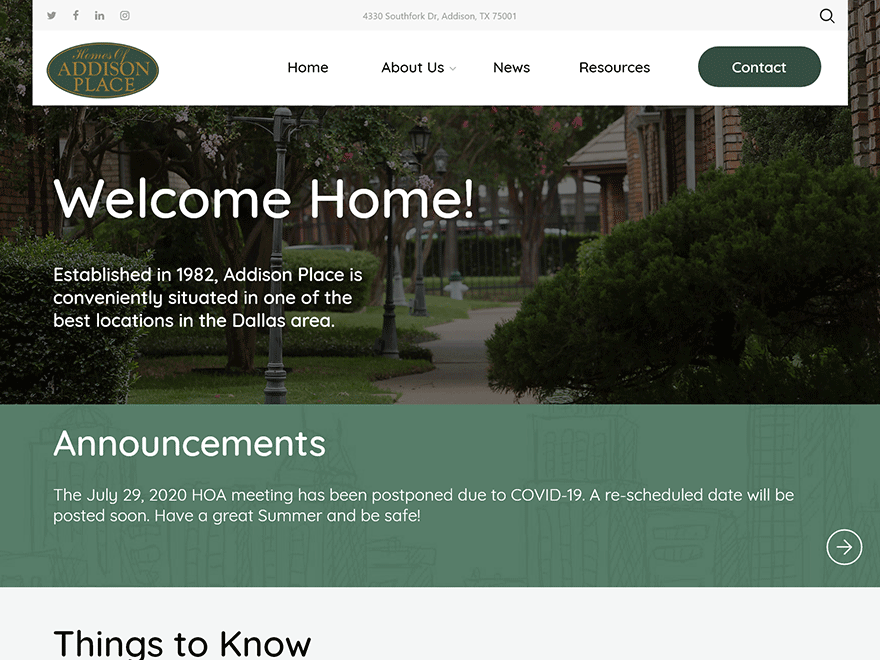 4330 Southfork Dr, Addison, TX 75001
Homes Of
ADDISON
PLACE
Home
About Us
News
Resources
Contact
Welcome Home!
Established in 1982, Addison Place is
conveniently situated in one of the
best locations in the Dallas area.
Announcements
The July 29, 2020 HOA meeting has been postponed due to COVID-19. A re-scheduled date will be
posted soon. Have a great Summer and be safe!
Things to Know